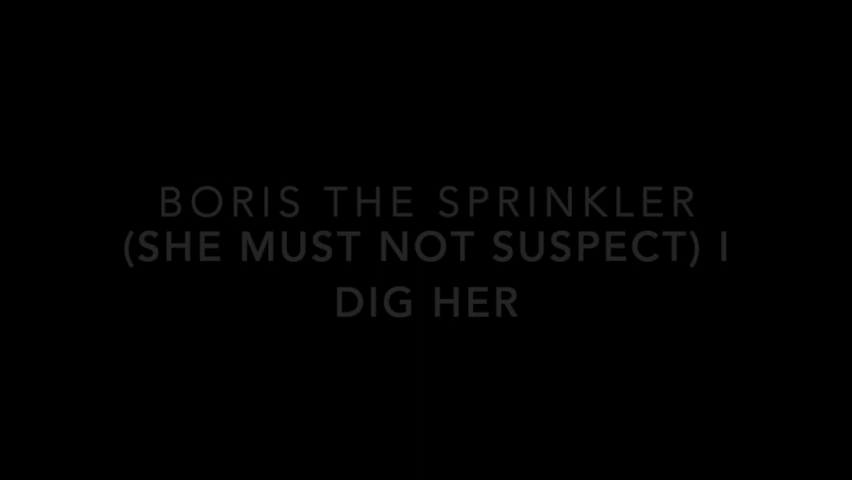 BORIS THE SPRINKLER
(SHE MUST NOT SUSPECT) I
DIG HER